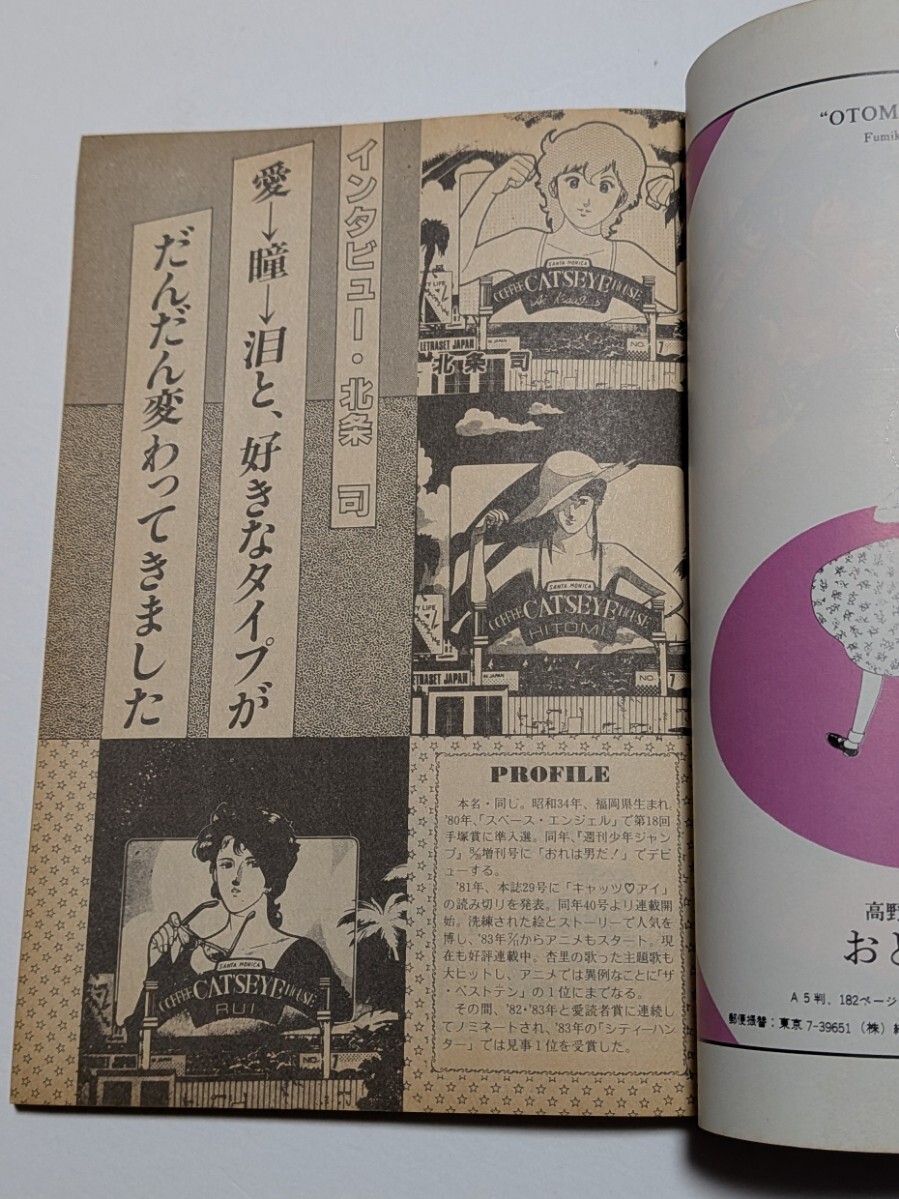 インタビュー・北条 司
愛→瞳→泪と、好きなタイプが
だんだん変わってきました
SANTA MONICA
COFFEE CATSEYE HOUSE
LETRASET JAPAN
NO. 7
北条 司
SANTA MONICA
COFFEE CATSEYE HOUSE
HITOMI
TY LIFE
ETRASET JAPAN
NO. 7
SANTA MONICA
COFFEE CAT'SEYE HOUSE
RUI
PROFILE
本名・同じ。昭和34年、福岡県生まれ。
'80年、「スペース・エンジェル」で第18回
手塚賞に準入選。同年、「週刊少年ジャン
プ」増刊号に「おれは男だ!」でデビ
ューする。
'81年、本誌29号に「キャッツ♡アイ」
の読み切りを発表。同年40号より連載開
始。洗練された絵とストーリーで人気を
博し、'83年からアニメもスタート。現
在も好評連載中。杏里の歌った主題歌も
大ヒットし、アニメでは異例なことに「ザ
・ベストテン」の1位にまでなる。
その間、'82・'83年と愛読者賞に連続し
てノミネートされ、'83年の「シティーハン
ター」では見事1位を受賞した。
“OTOM
Fumik
高野
おと
A5判、182ページ
郵便振替:東京7-39651(株)